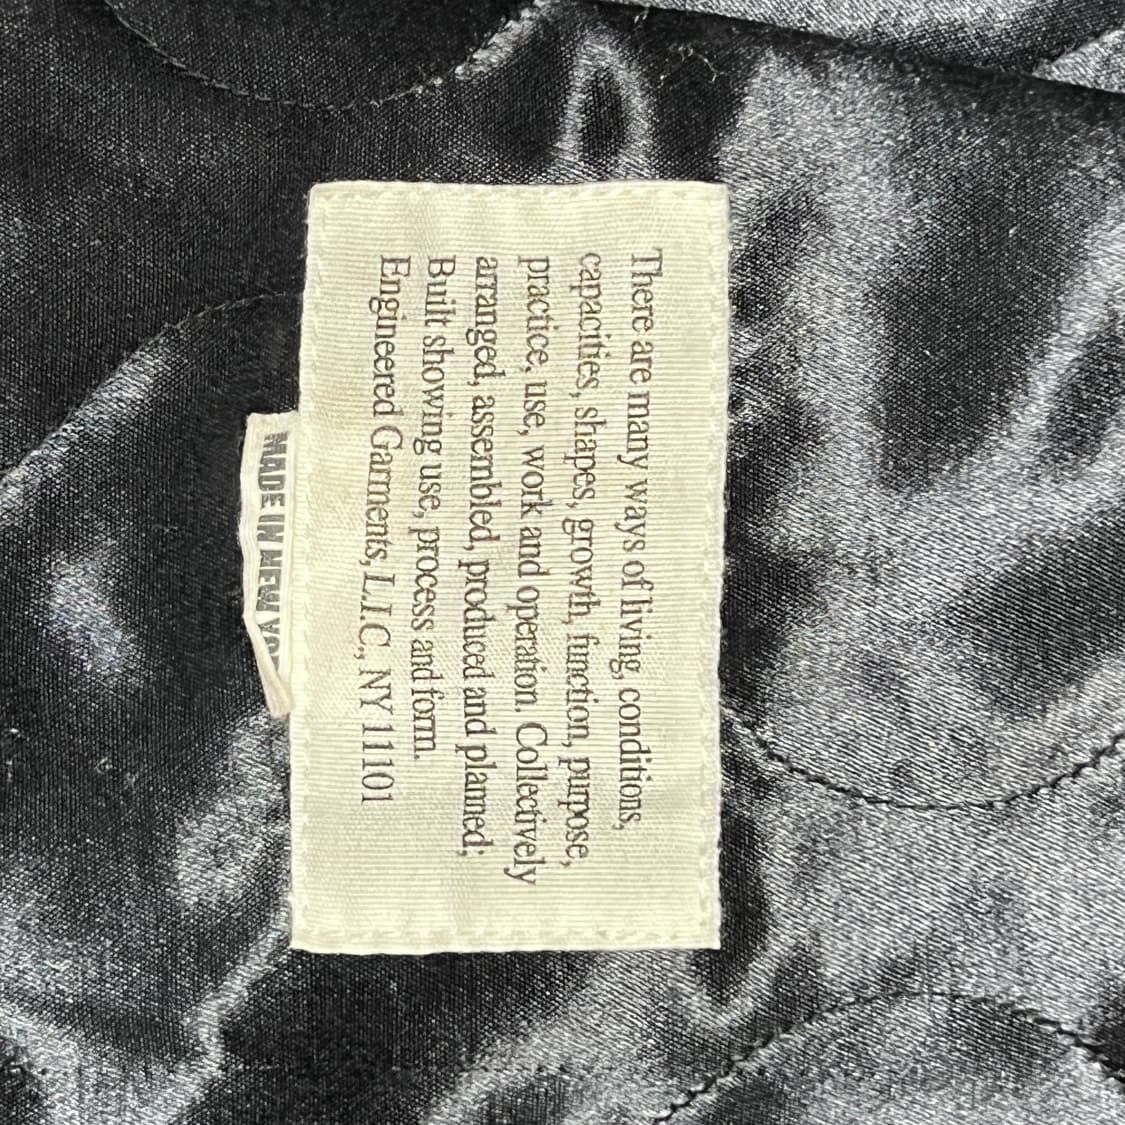 There are many ways of living, conditions,
capacities, shapes, growth, function, purpose,
practice, use, work and operation. Collectively
arranged, assembled, produced and planned;
Built showing use, process and form.
Engineered Garments, L.I.C., NY 11101
MADE IN NEW